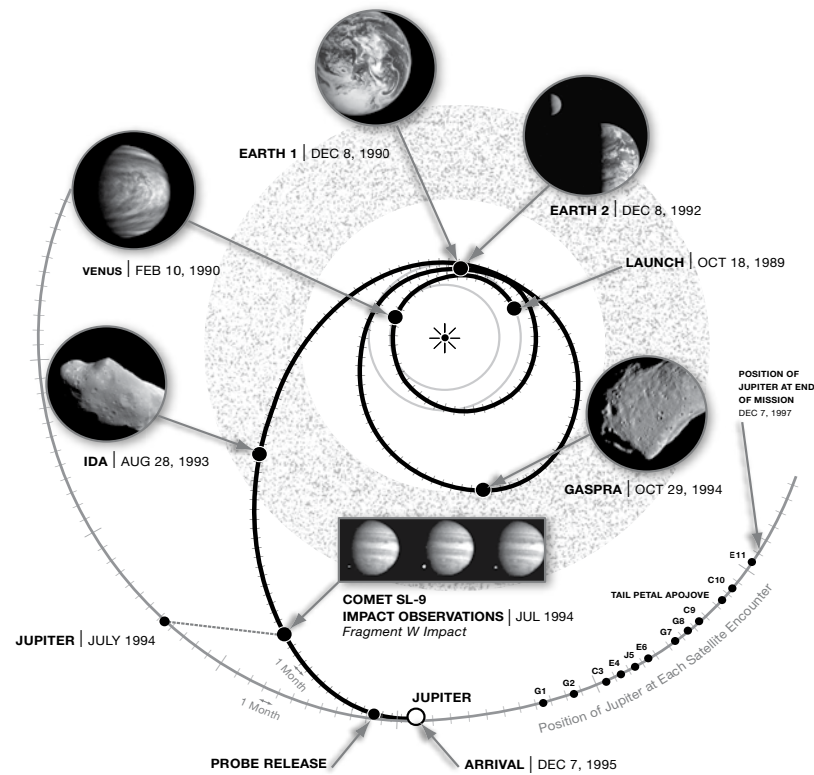 EARTH 1 | DEC 8, 1990
EARTH 2 | DEC 8, 1992
VENUS | FEB 10, 1990
LAUNCH | OCT 18, 1989
POSITION OF
JUPITER AT END
OF MISSION
DEC 7, 1997
IDA | AUG 28, 1993
GASPRA | OCT 29, 1994
COMET SL-9
IMPACT OBSERVATIONS | JUL 1994
Fragment W Impact
JUPITER | JULY 1994
1 Month
1 Month
JUPITER
PROBE RELEASE
ARRIVAL | DEC 7, 1995
G1
G2
C3
E4
J5
E6
G7
G8
C9
TAIL PETAL APOJOVE
C10
E11
Position of Jupiter at Each Satellite Encounter